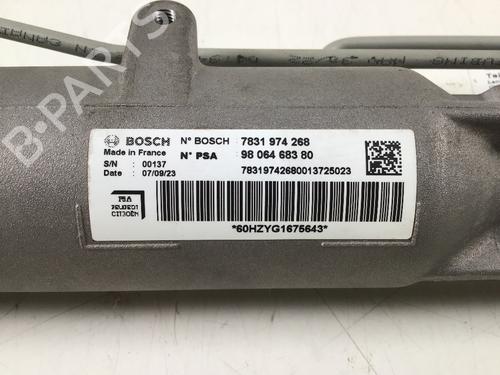 BOSCH
Made in France
S/N : 00137
Date : 07/09/23
N° BOSCH 7831 974 268
N° PSA 98 064 683 80
78319742680013725023
PSA
PEUGEOT
CITROËN
*60HZYG1675643*
B-PARTS